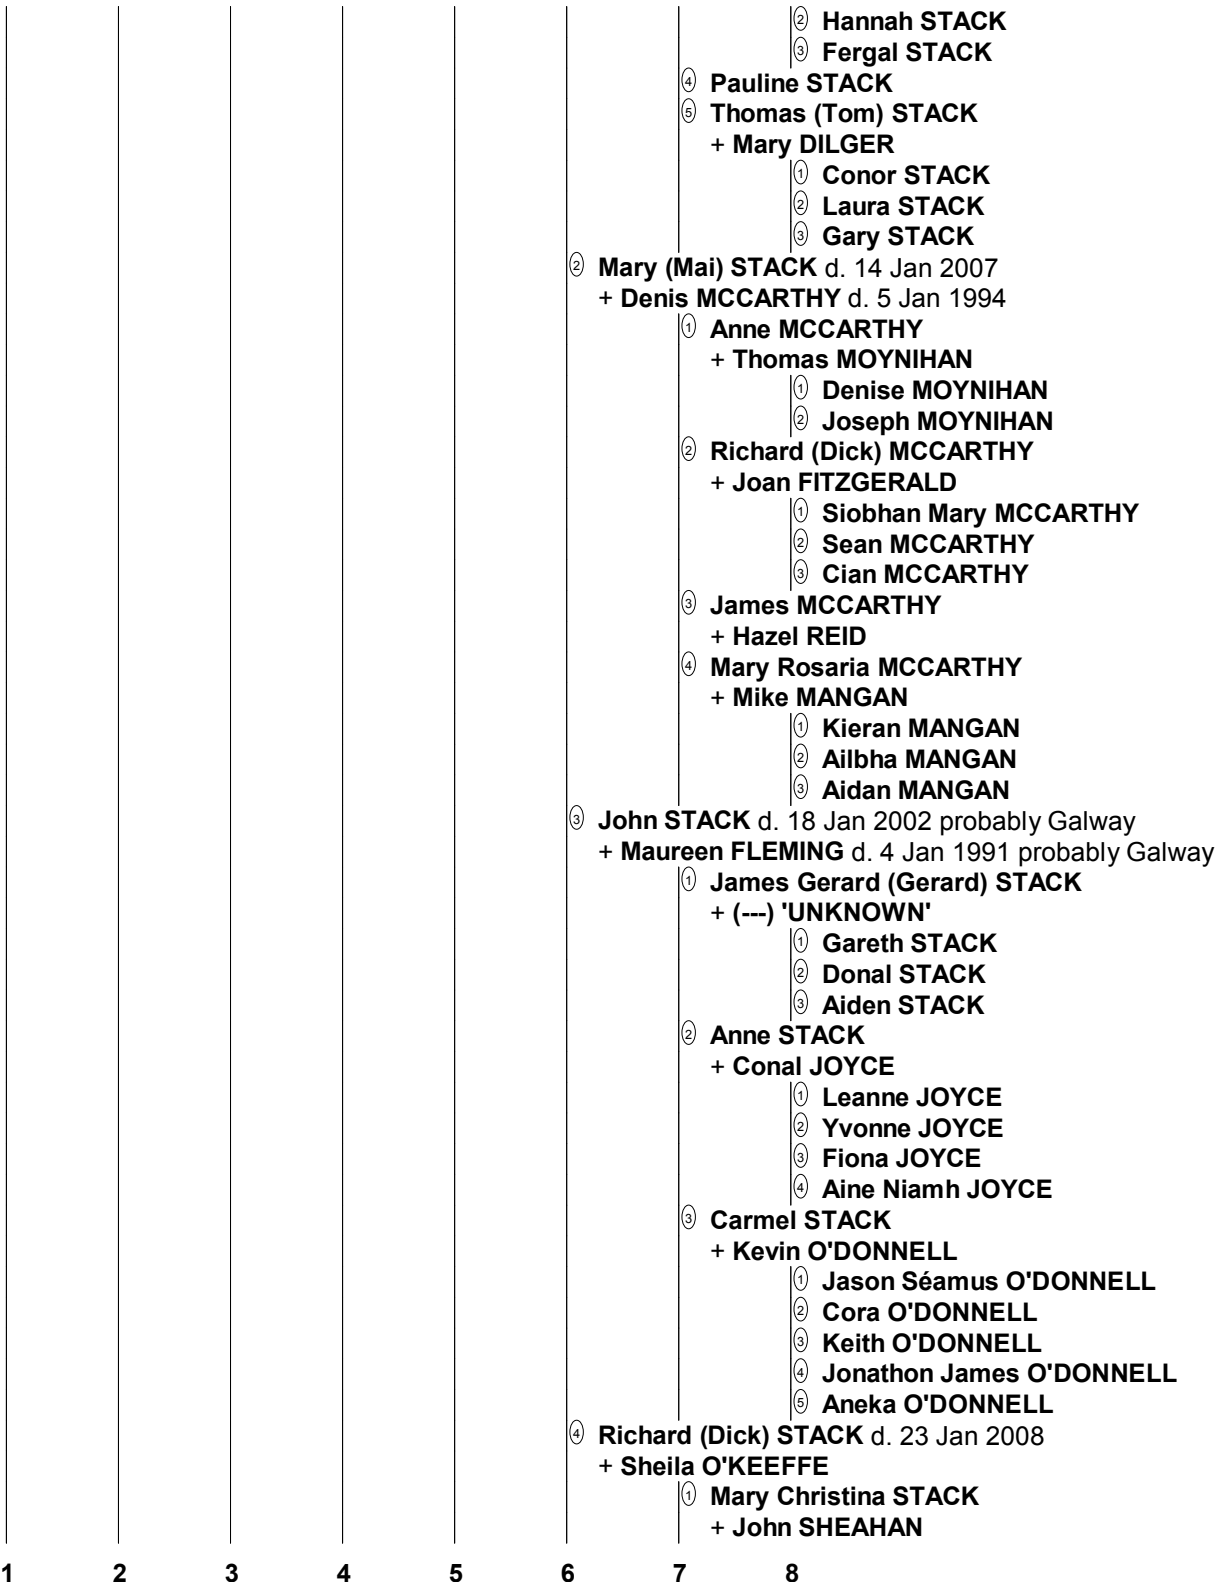 ② Hannah STACK
③ Fergal STACK
④ Pauline STACK
⑤ Thomas (Tom) STACK
+ Mary DILGER
① Conor STACK
② Laura STACK
③ Gary STACK
② Mary (Mai) STACK d. 14 Jan 2007
+ Denis MCCARTHY d. 5 Jan 1994
① Anne MCCARTHY
+ Thomas MOYNIHAN
① Denise MOYNIHAN
② Joseph MOYNIHAN
② Richard (Dick) MCCARTHY
+ Joan FITZGERALD
① Siobhan Mary MCCARTHY
② Sean MCCARTHY
③ Cian MCCARTHY
③ James MCCARTHY
+ Hazel REID
④ Mary Rosaria MCCARTHY
+ Mike MANGAN
① Kieran MANGAN
② Ailbha MANGAN
③ Aidan MANGAN
③ John STACK d. 18 Jan 2002 probably Galway
+ Maureen FLEMING d. 4 Jan 1991 probably Galway
① James Gerard (Gerard) STACK
+ (---) 'UNKNOWN'
① Gareth STACK
② Donal STACK
③ Aiden STACK
② Anne STACK
+ Conal JOYCE
① Leanne JOYCE
② Yvonne JOYCE
③ Fiona JOYCE
④ Aine Niamh JOYCE
③ Carmel STACK
+ Kevin O'DONNELL
① Jason Séamus O'DONNELL
② Cora O'DONNELL
③ Keith O'DONNELL
④ Jonathon James O'DONNELL
⑤ Aneka O'DONNELL
④ Richard (Dick) STACK d. 23 Jan 2008
+ Sheila O'KEEFFE
① Mary Christina STACK
+ John SHEAHAN
1 2 3 4 5 6 7 8